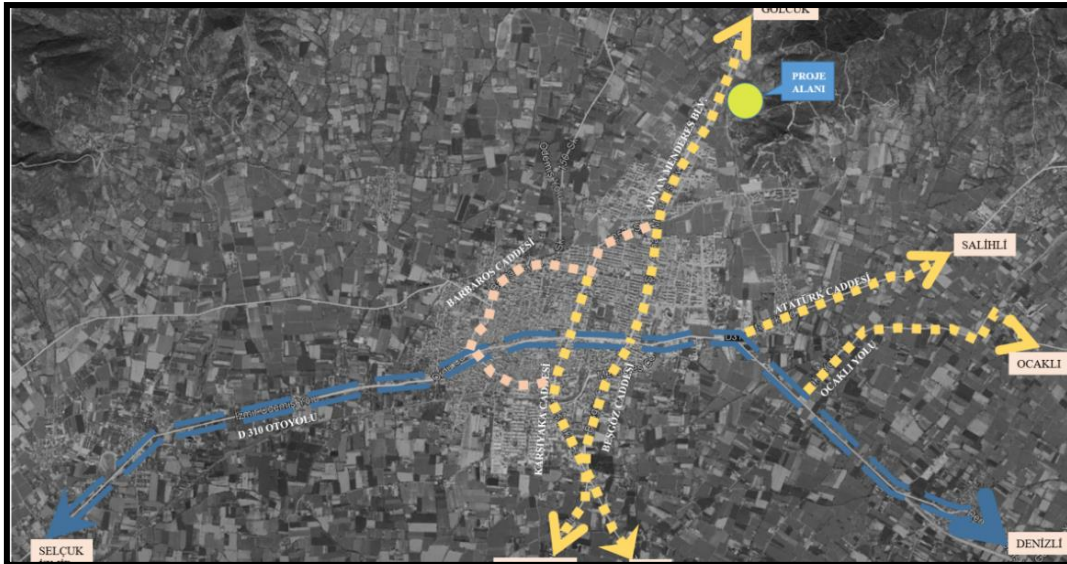 GÖLCÜK
PROJE
ALANI
ADNAN MENDERES BLV.
BARBAROS CADDESİ
SALİHLİ
ATATÜRK CADDESİ
OCAKLI YOLU
OCAKLI
D 310 OTOYOLU
KARŞIYAKA CADDESİ
BEŞGÖZ CADDESİ
SELÇUK
DENİZLİ